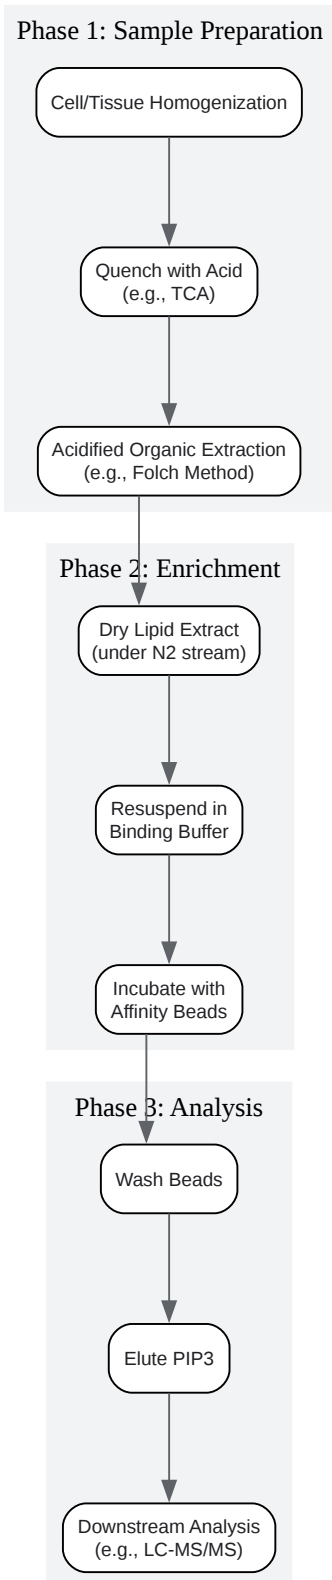 Phase 1: Sample Preparation
Cell/Tissue Homogenization
Quench with Acid
(e.g., TCA)
Acidified Organic Extraction
(e.g., Folch Method)
Phase 2: Enrichment
Dry Lipid Extract
(under N2 stream)
Resuspend in
Binding Buffer
Incubate with
Affinity Beads
Phase 3: Analysis
Wash Beads
Elute PIP3
Downstream Analysis
(e.g., LC-MS/MS)